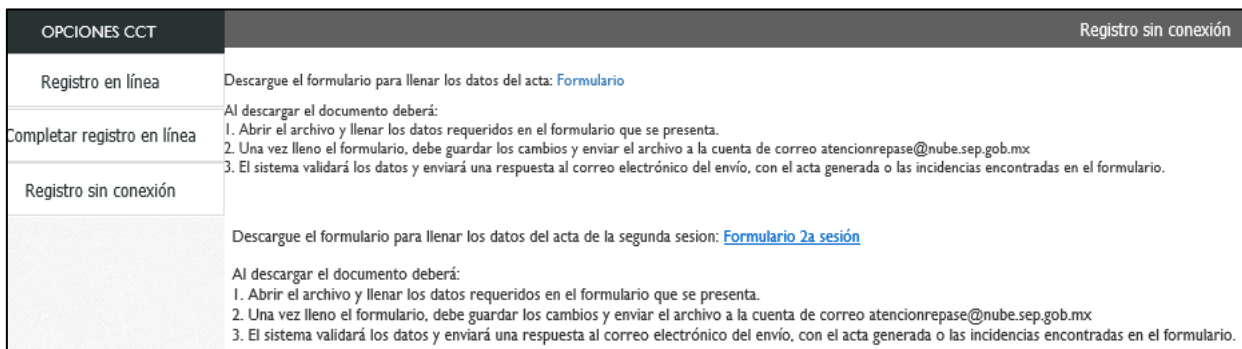 OPCIONES CCT
Registro sin conexión
Registro en línea
Completar registro en línea
Registro sin conexión
Descargue el formulario para llenar los datos del acta: Formulario
Al descargar el documento deberá:
1. Abrir el archivo y llenar los datos requeridos en el formulario que se presenta.
2. Una vez lleno el formulario, debe guardar los cambios y enviar el archivo a la cuenta de correo atencionrepase@nube.sep.gob.mx
3. El sistema validará los datos y enviará una respuesta al correo electrónico del envío, con el acta generada o las incidencias encontradas en el formulario.
Descargue el formulario para llenar los datos del acta de la segunda sesion: Formulario 2a sesión
Al descargar el documento deberá:
1. Abrir el archivo y llenar los datos requeridos en el formulario que se presenta.
2. Una vez lleno el formulario, debe guardar los cambios y enviar el archivo a la cuenta de correo atencionrepase@nube.sep.gob.mx
3. El sistema validará los datos y enviará una respuesta al correo electrónico del envío, con el acta generada o las incidencias encontradas en el formulario.